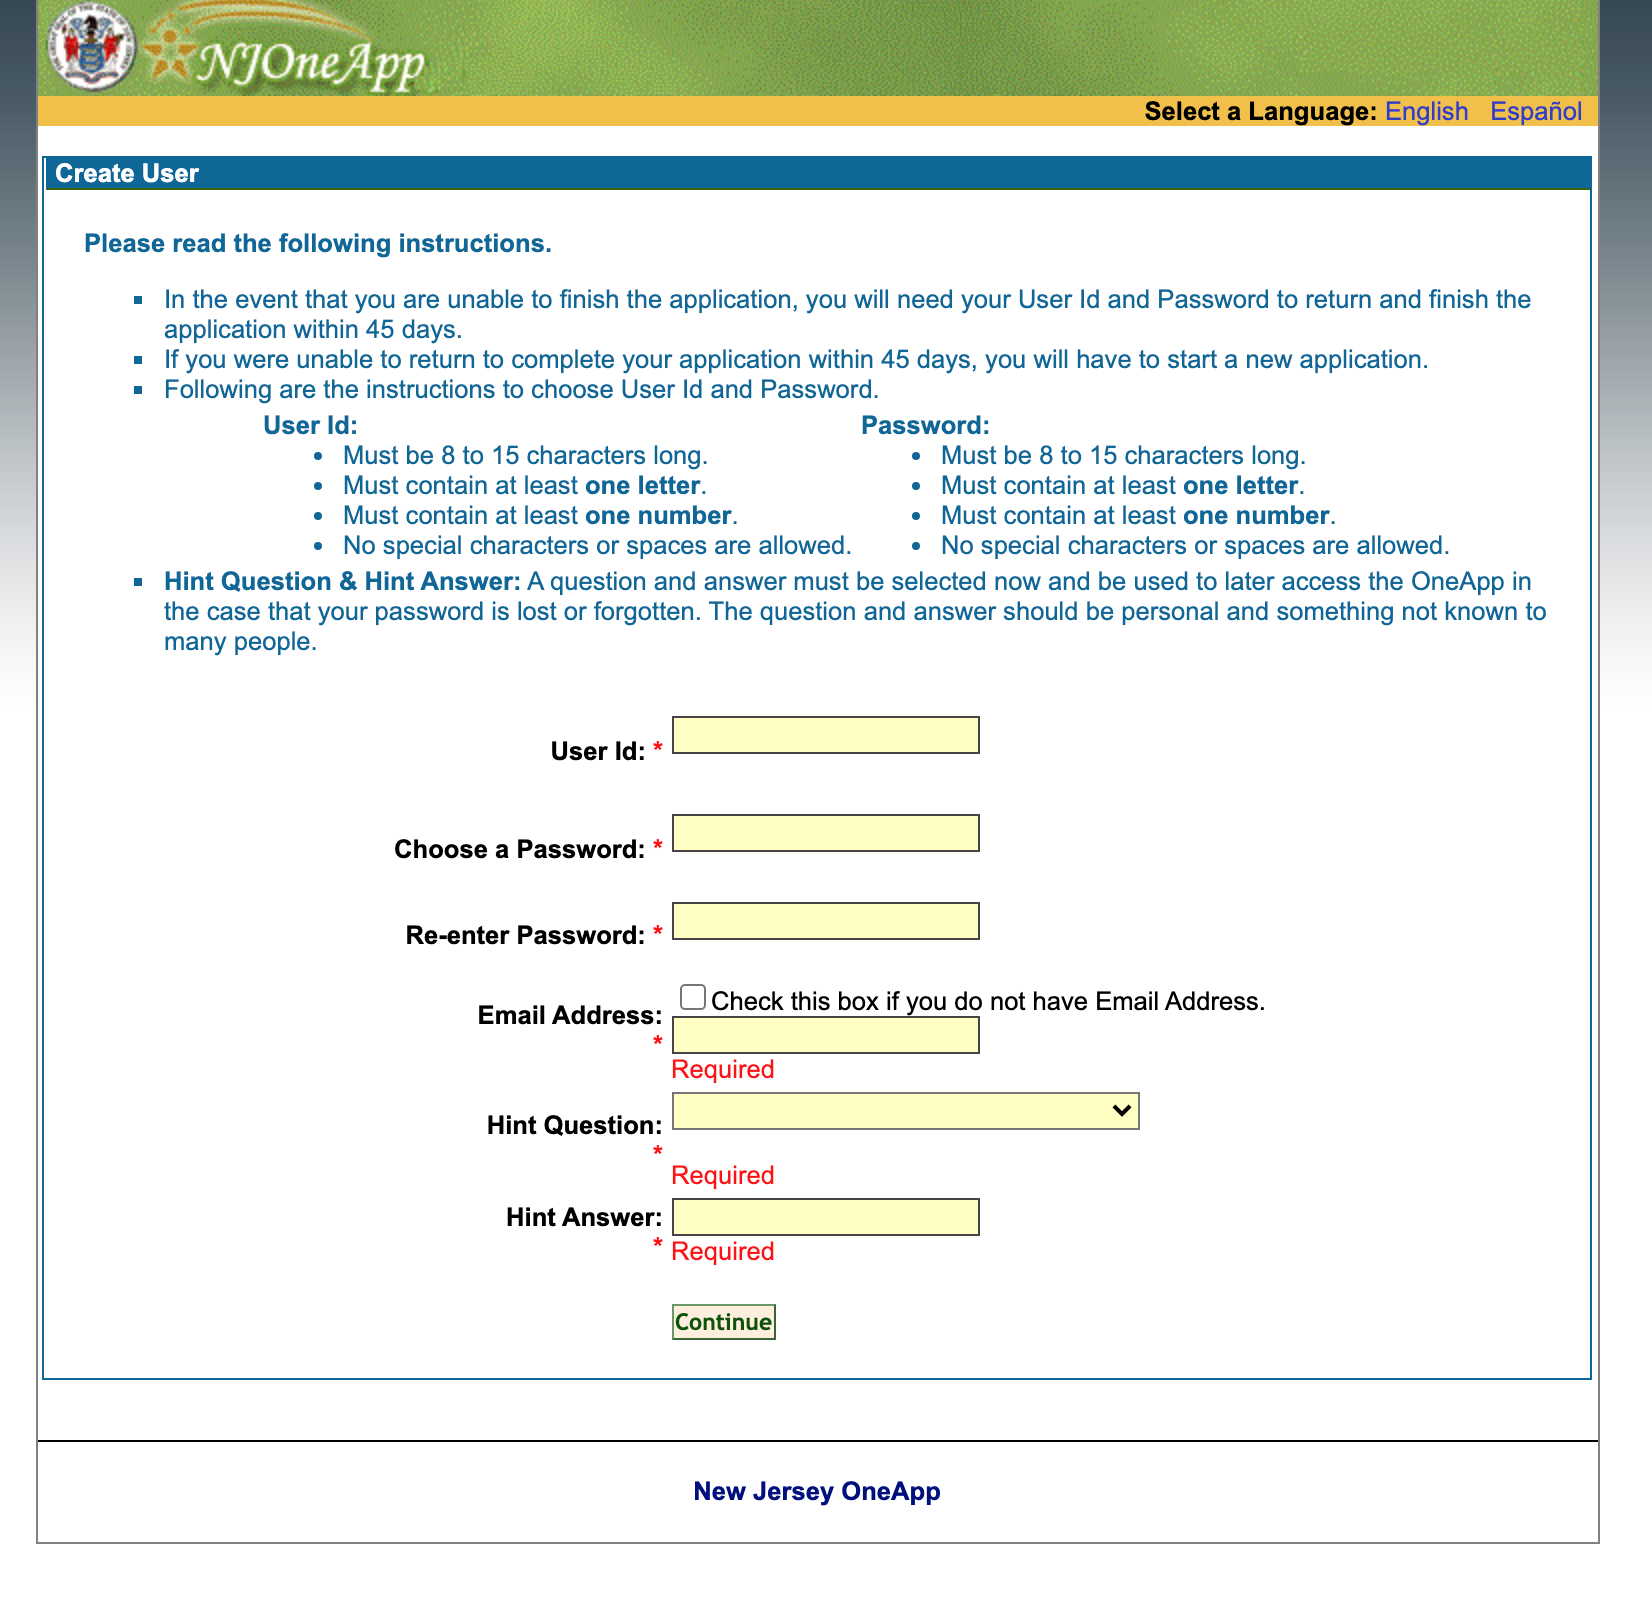 NJOneApp
Select a Language: English Español
Create User
Please read the following instructions.
In the event that you are unable to finish the application, you will need your User Id and Password to return and finish the
application within 45 days.
If you were unable to return to complete your application within 45 days, you will have to start a new application.
Following are the instructions to choose User Id and Password.
User Id:
Must be 8 to 15 characters long.
Must contain at least one letter.
Must contain at least one number.
No special characters or spaces are allowed.
Password:
Must be 8 to 15 characters long.
Must contain at least one letter.
Must contain at least one number.
No special characters or spaces are allowed.
Hint Question & Hint Answer: A question and answer must be selected now and be used to later access the OneApp in
the case that your password is lost or forgotten. The question and answer should be personal and something not known to
many people.
User Id: *
Choose a Password: *
Re-enter Password: *
Check this box if you do not have Email Address.
Email Address:
*
Required
Hint Question:
*
Required
Hint Answer:
* Required
Continue
New Jersey OneApp